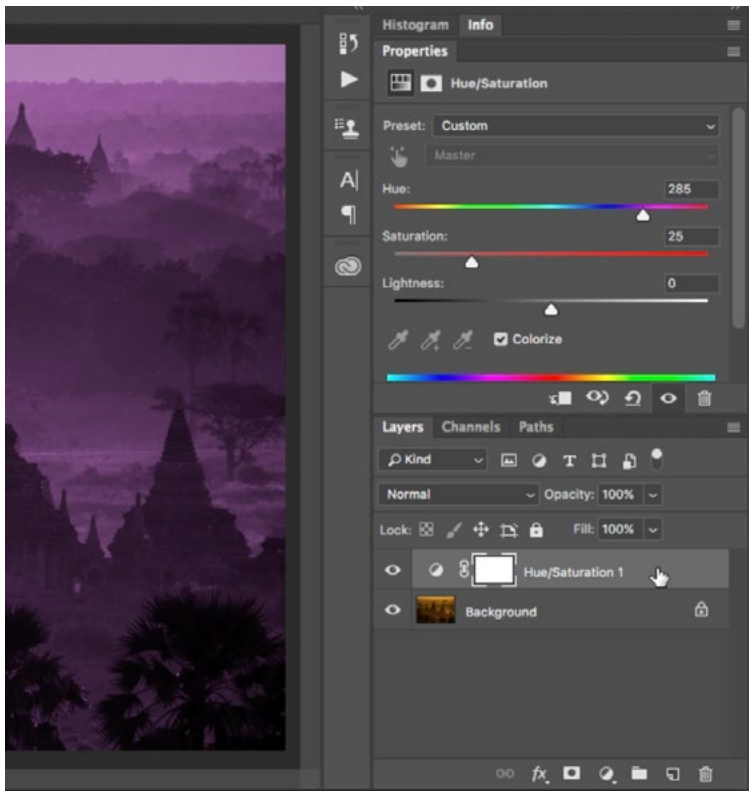 Histogram Info
Properties
Hue/Saturation
Preset: Custom
Master
Hue: 285
Saturation: 25
Lightness: 0
Colorize
Layers Channels Paths
Kind
Normal Opacity: 100%
Lock: Fill: 100%
Hue/Saturation 1
Background
fx